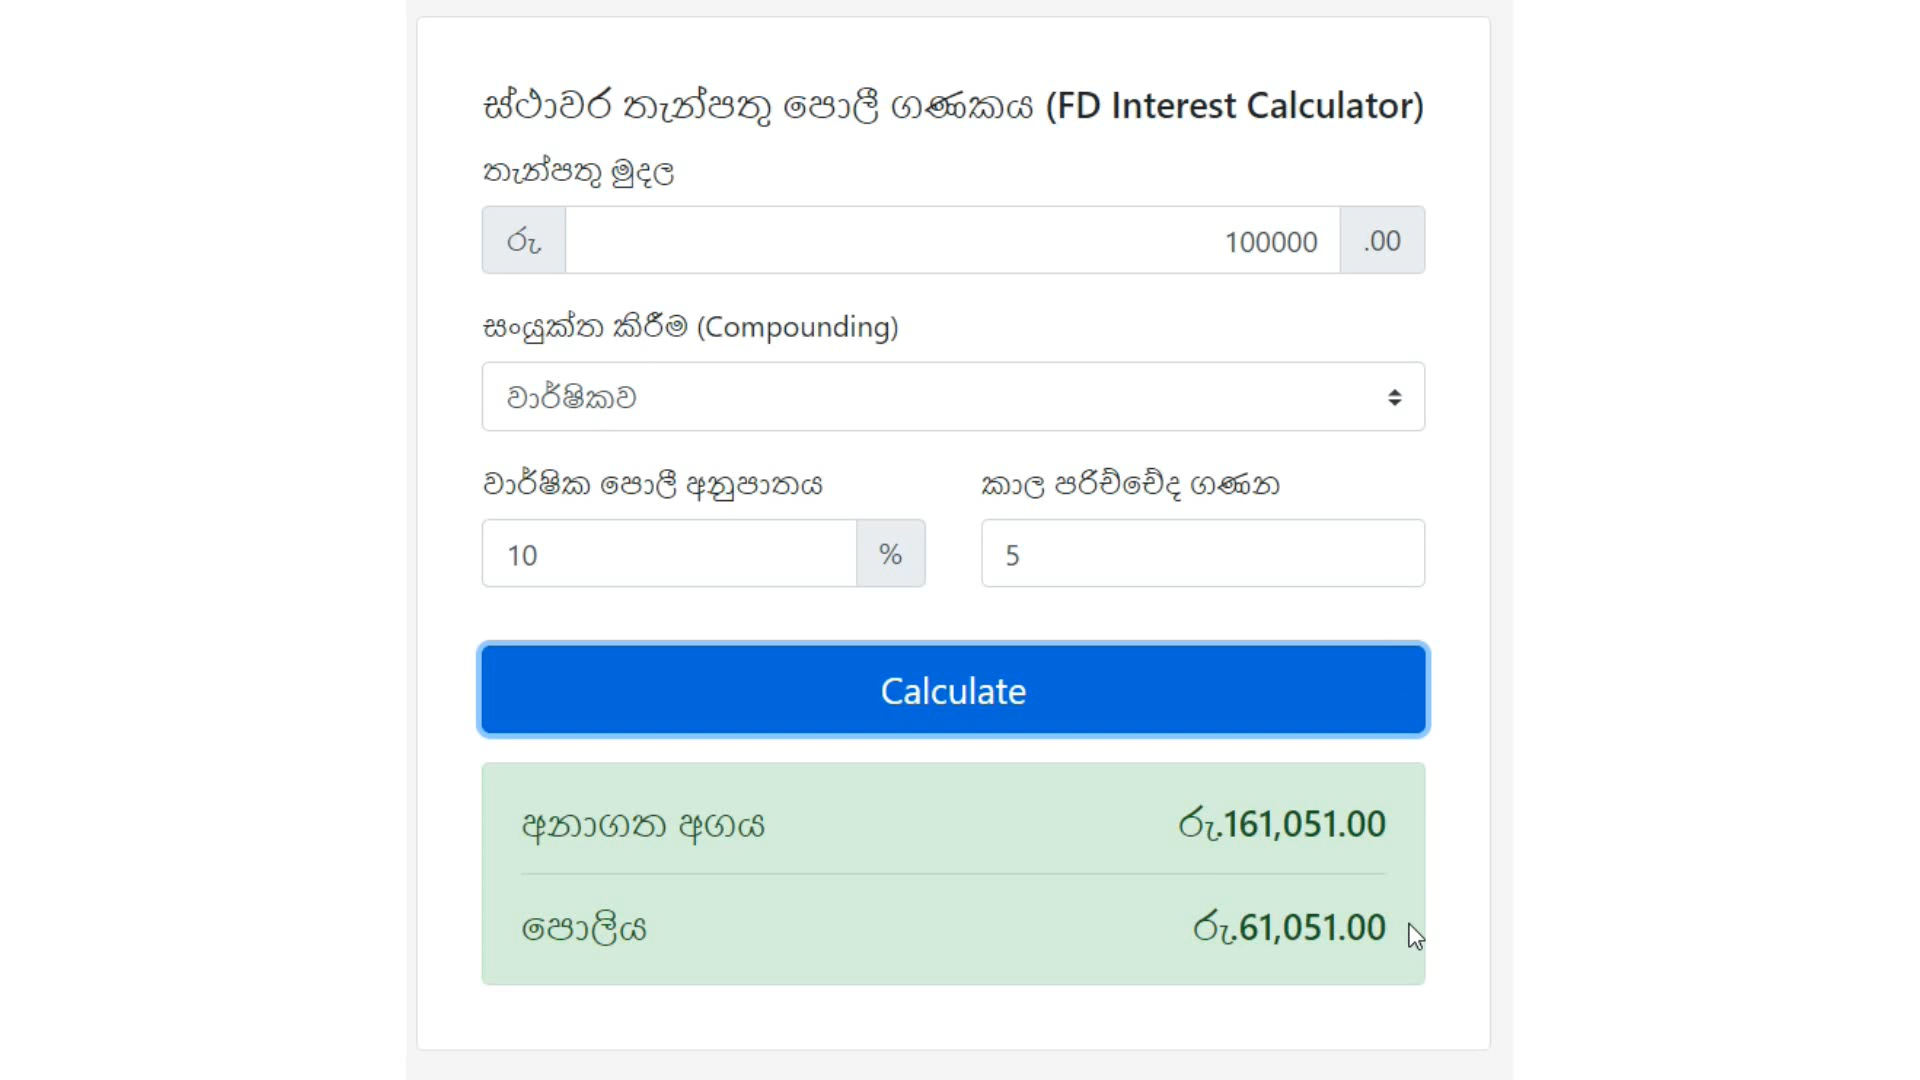 ස්ථාවර තැන්පතු පොලී ගණකය (FD Interest Calculator)
තැන්පතු මුදල
රු 100000 .00
සංයුක්ත කිරීම (Compounding)
වාර්ෂිකව
වාර්ෂික පොලී අනුපාතය කාල පරිච්චේද ගණන
10 % 5
Calculate
අනාගත අගය රු.161,051.00
පොලිය රු.61,051.00